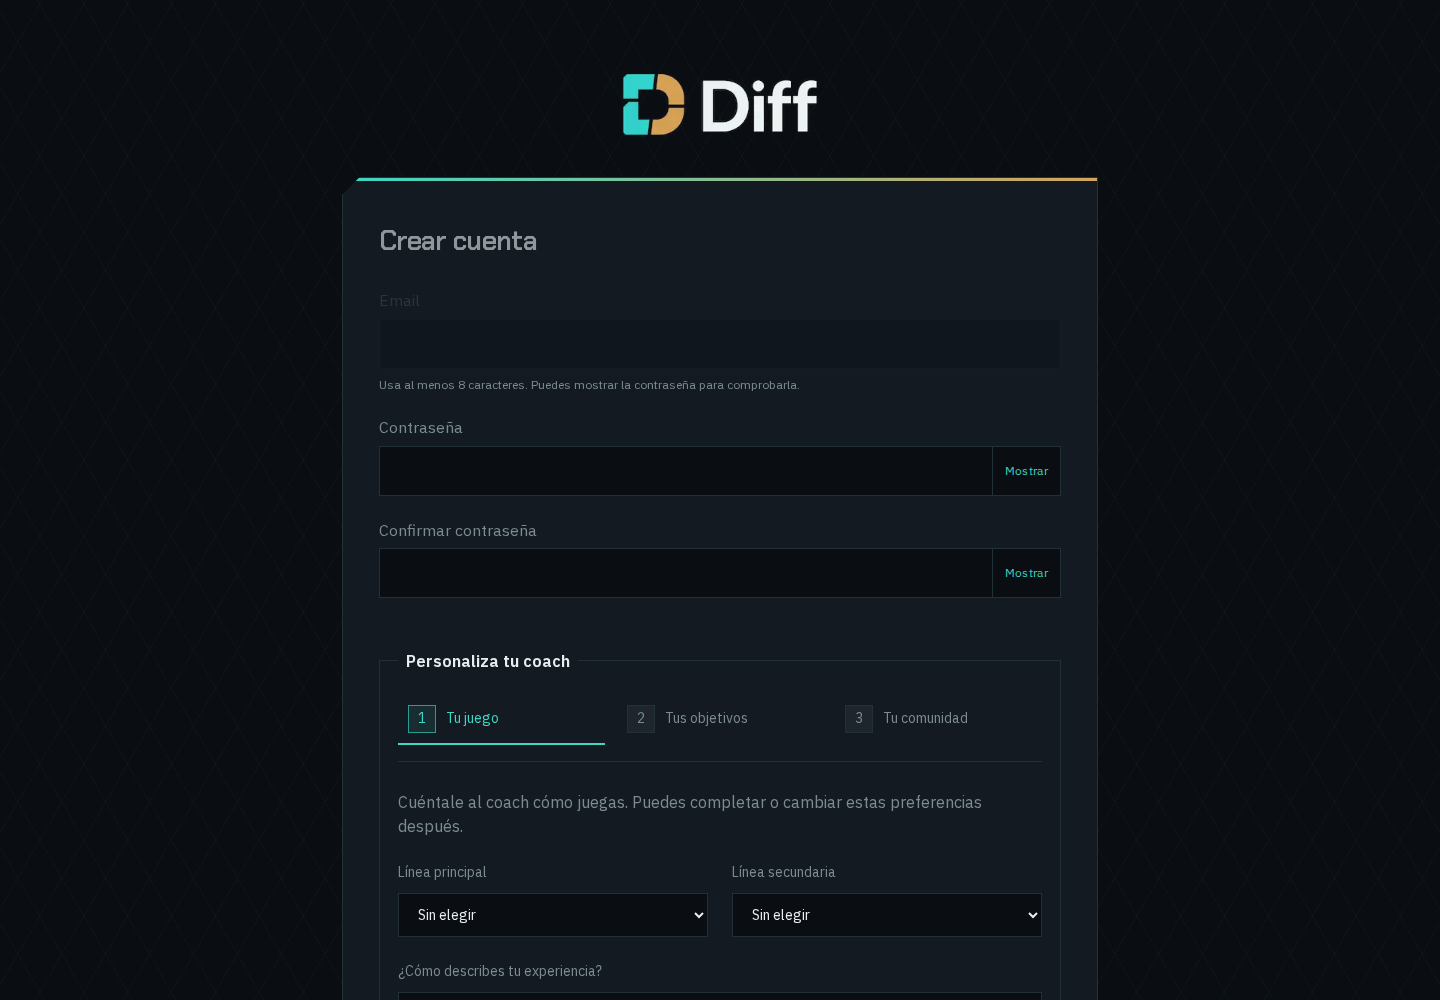 Diff
Crear cuenta
Email
Usa al menos 8 caracteres. Puedes mostrar la contraseña para comprobarla.
Contraseña
Mostrar
Confirmar contraseña
Mostrar
Personaliza tu coach
1 Tu juego 2 Tus objetivos 3 Tu comunidad
Cuéntale al coach cómo juegas. Puedes completar o cambiar estas preferencias
después.
Línea principal Línea secundaria
Sin elegir Sin elegir
¿Cómo describes tu experiencia?